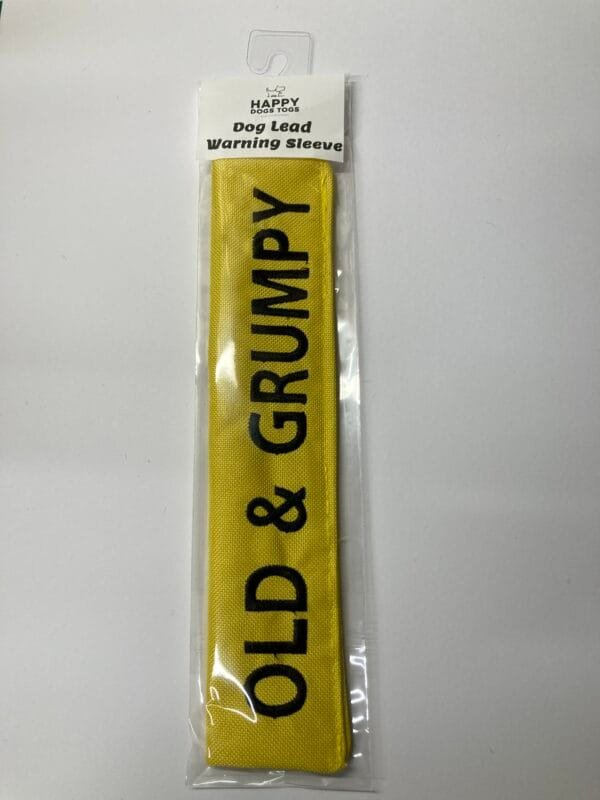 HAPPY
DOGS TOGS
Dog Lead
Warning Sleeve
OLD & GRUMPY